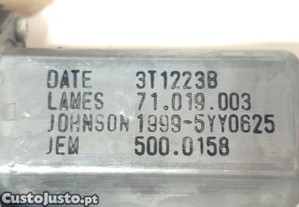 DATE 3T1223B
LAMES 71.019.003
JOHNSON 1999-5YY0625
JEM 500.0158
CustoJusto.pt